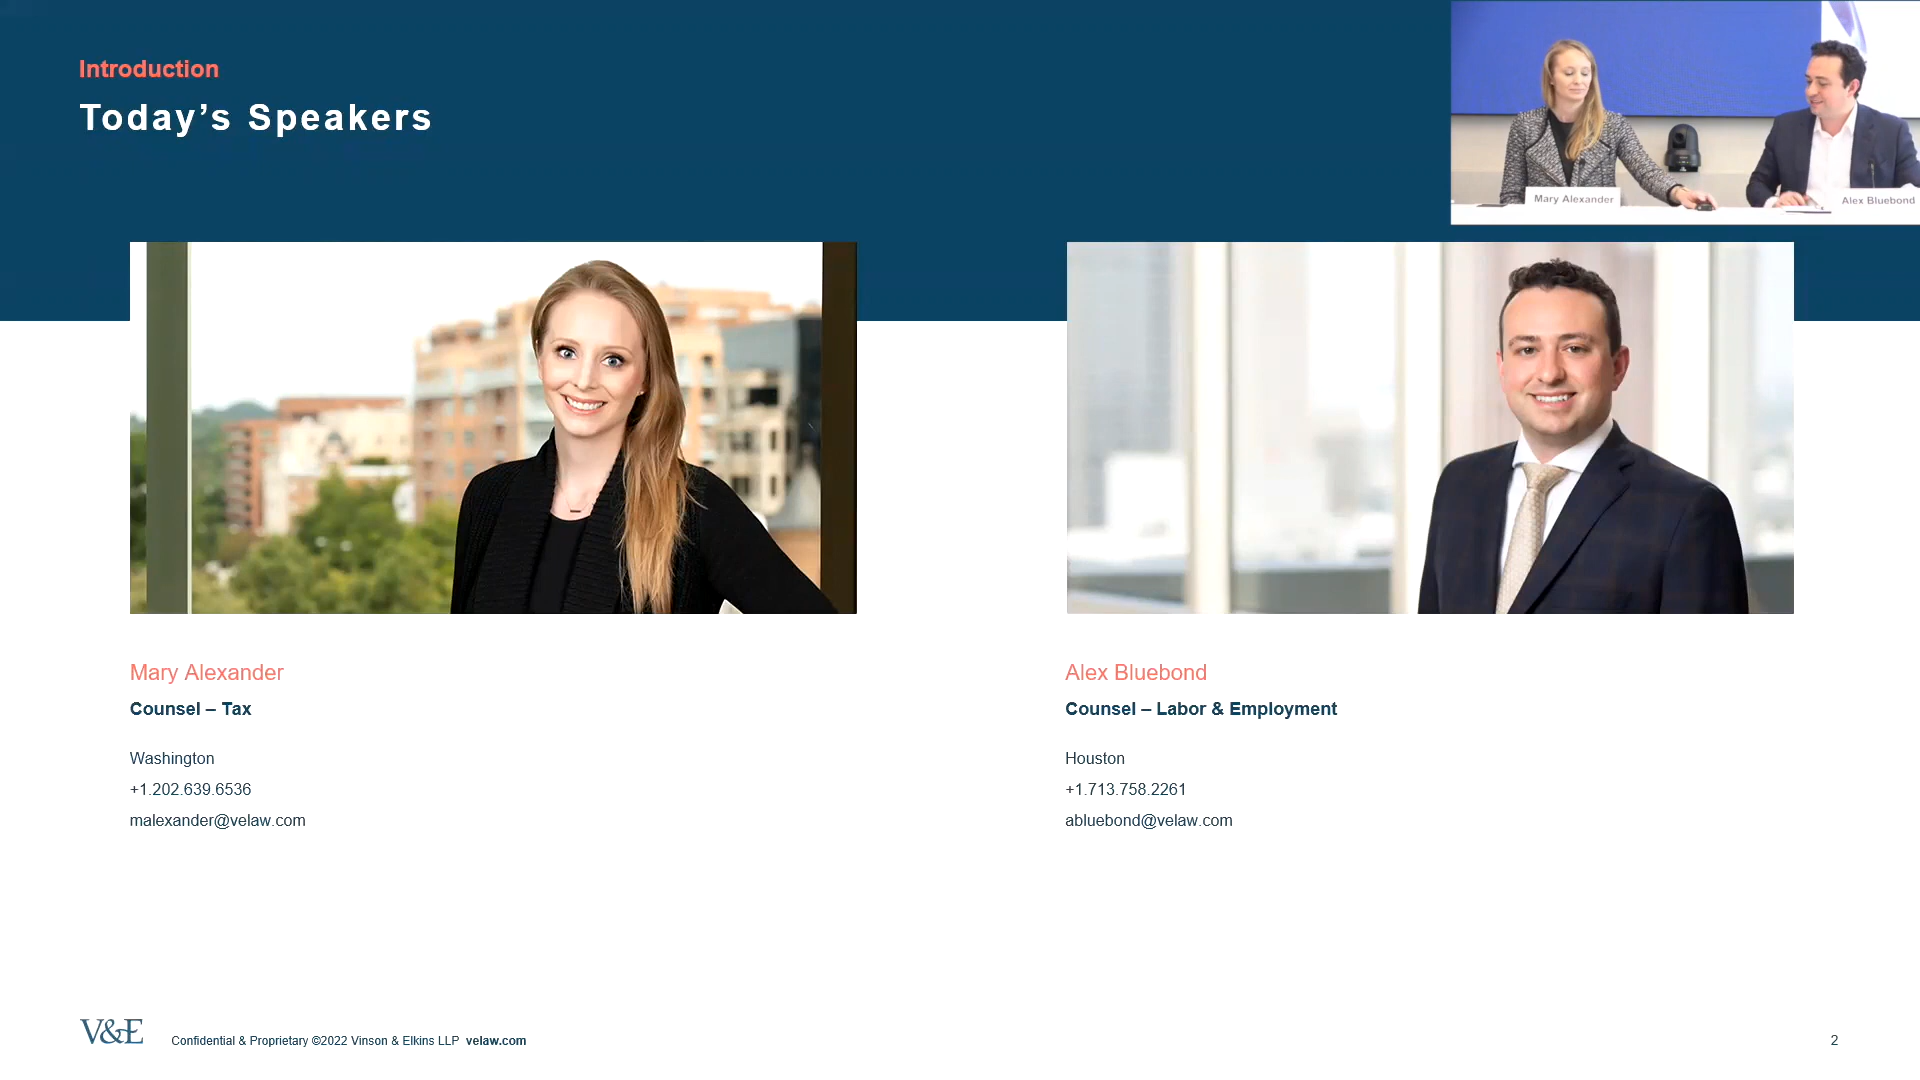 Introduction
Today’s Speakers
Mary Alexander
Alex Bluebond
Mary Alexander
Counsel – Tax
Washington
+1.202.639.6536
malexander@velaw.com
Alex Bluebond
Counsel – Labor & Employment
Houston
+1.713.758.2261
abluebond@velaw.com
V&E
Confidential & Proprietary ©2022 Vinson & Elkins LLP velaw.com
2